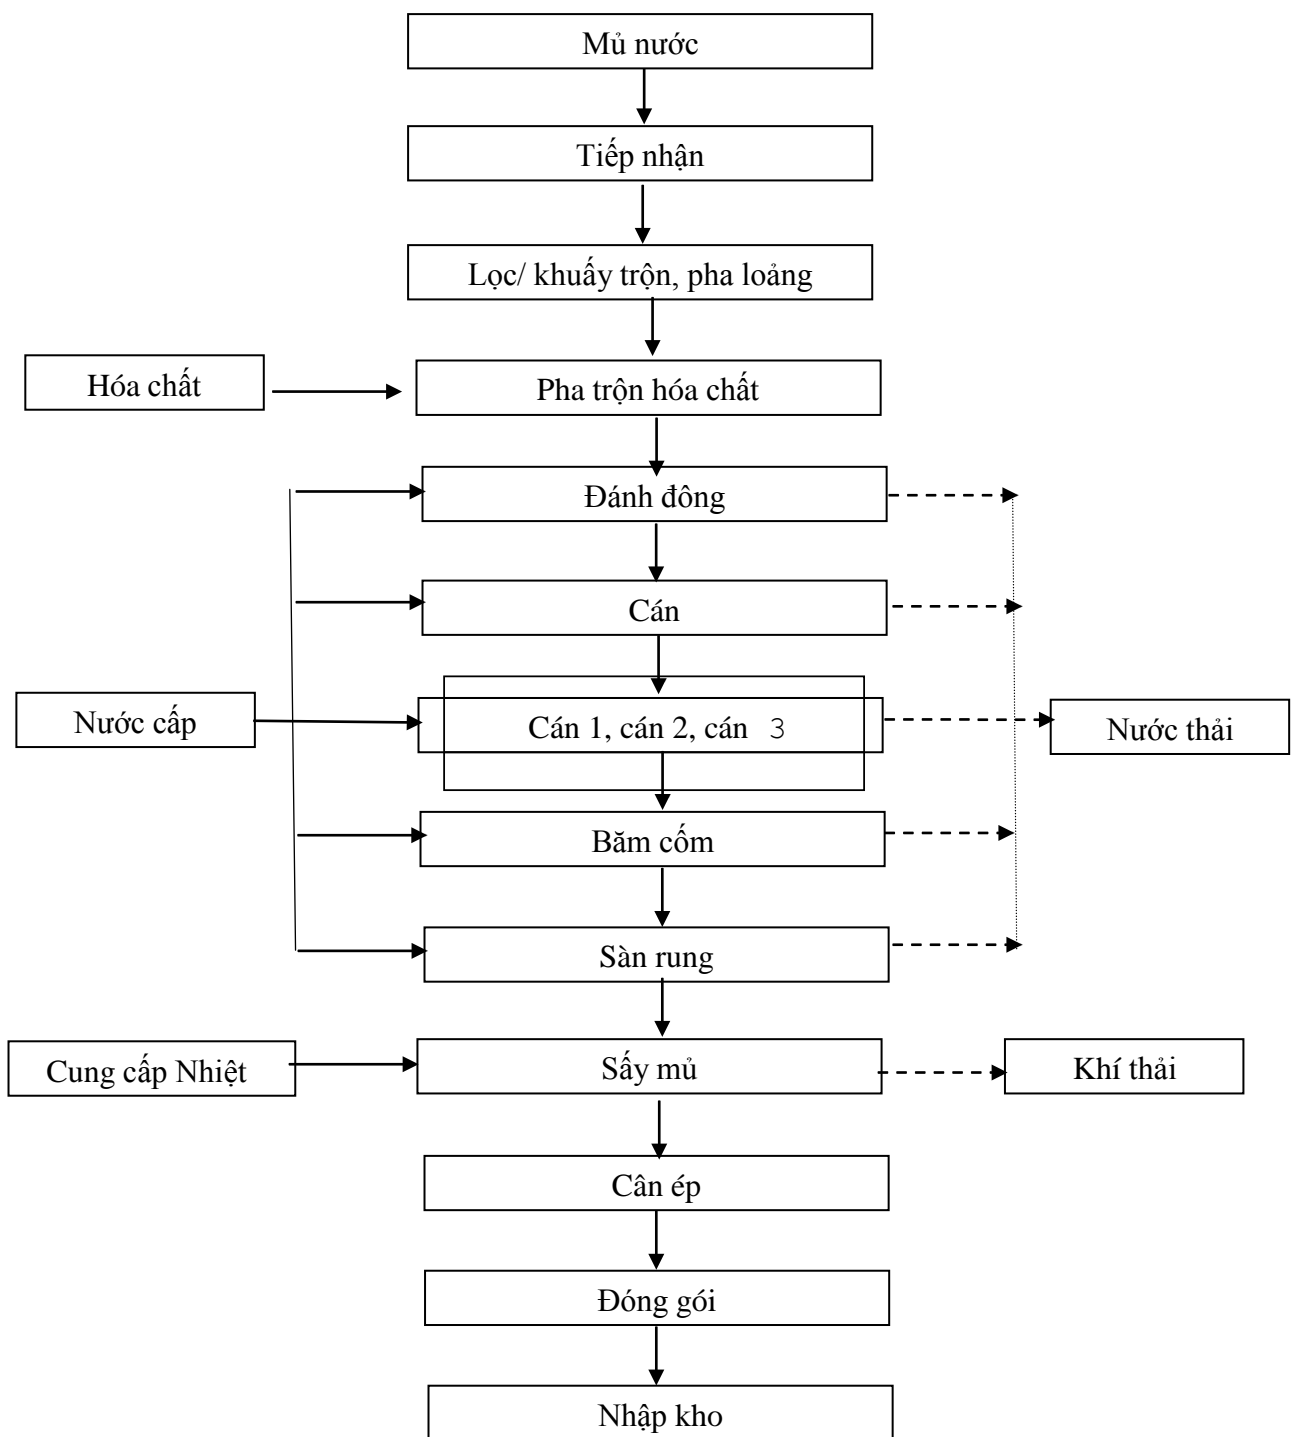 Mủ nước
Tiếp nhận
Lọc/ khuấy trộn, pha loảng
Hóa chất
Pha trộn hóa chất
Đánh đông
Cán
Nước cấp
Cán 1, cán 2, cán 3
Nước thải
Băm cốm
Sàn rung
Cung cấp Nhiệt
Sấy mủ
Khí thải
Cân ép
Đóng gói
Nhập kho